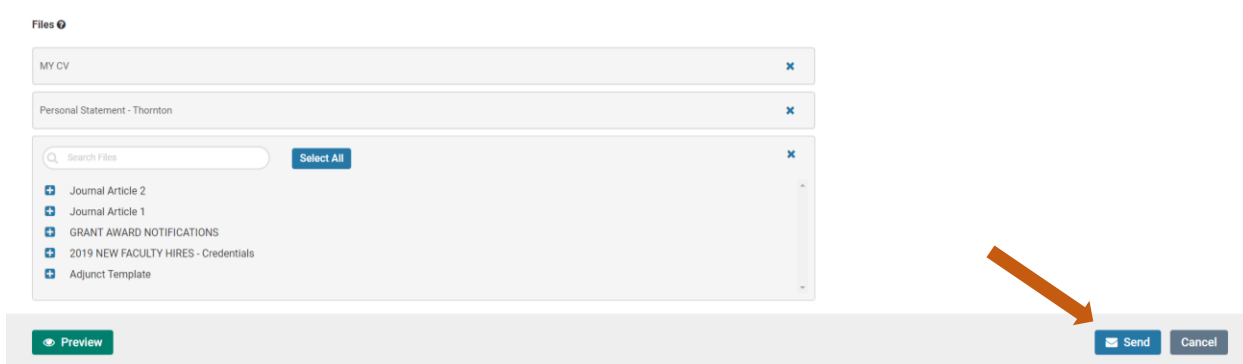 Files
MY CV
Personal Statement - Thornton
Search Files
Select All
Journal Article 2
Journal Article 1
GRANT AWARD NOTIFICATIONS
2019 NEW FACULTY HIRES - Credentials
Adjunct Template
Preview
Send
Cancel